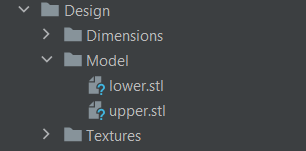 Design
Dimensions
Model
lower.stl
upper.stl
Textures